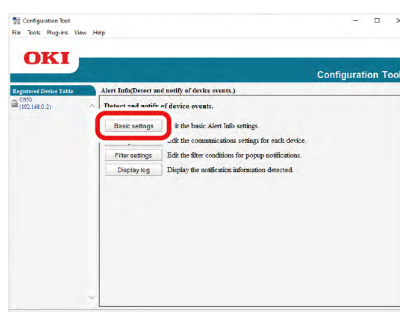 Configuration Tool
File Tools Plug-ins View Help
OKI
Configuration Tool
Registered Device Table
C650
(192.168.0.2)
Alert Info(Detect and notify of device events.)
Detect and notify of device events.
Basic settings
it the basic Alert Info settings.
Edit the communications settings for each device.
Filter settings
Edit the filter conditions for popup notifications.
Display log
Display the notification information detected.